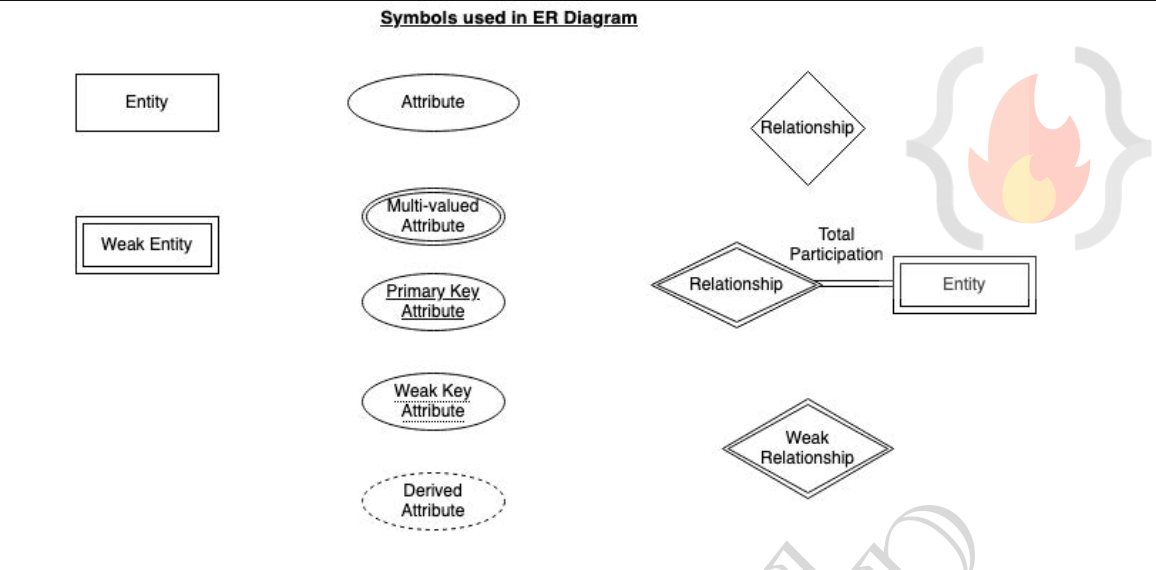 Symbols used in ER Diagram
Entity
Attribute
Relationship
Multi-valued
Attribute
Weak Entity
Total
Participation
Relationship
Entity
Primary Key
Attribute
Weak Key
Attribute
Weak
Relationship
Derived
Attribute